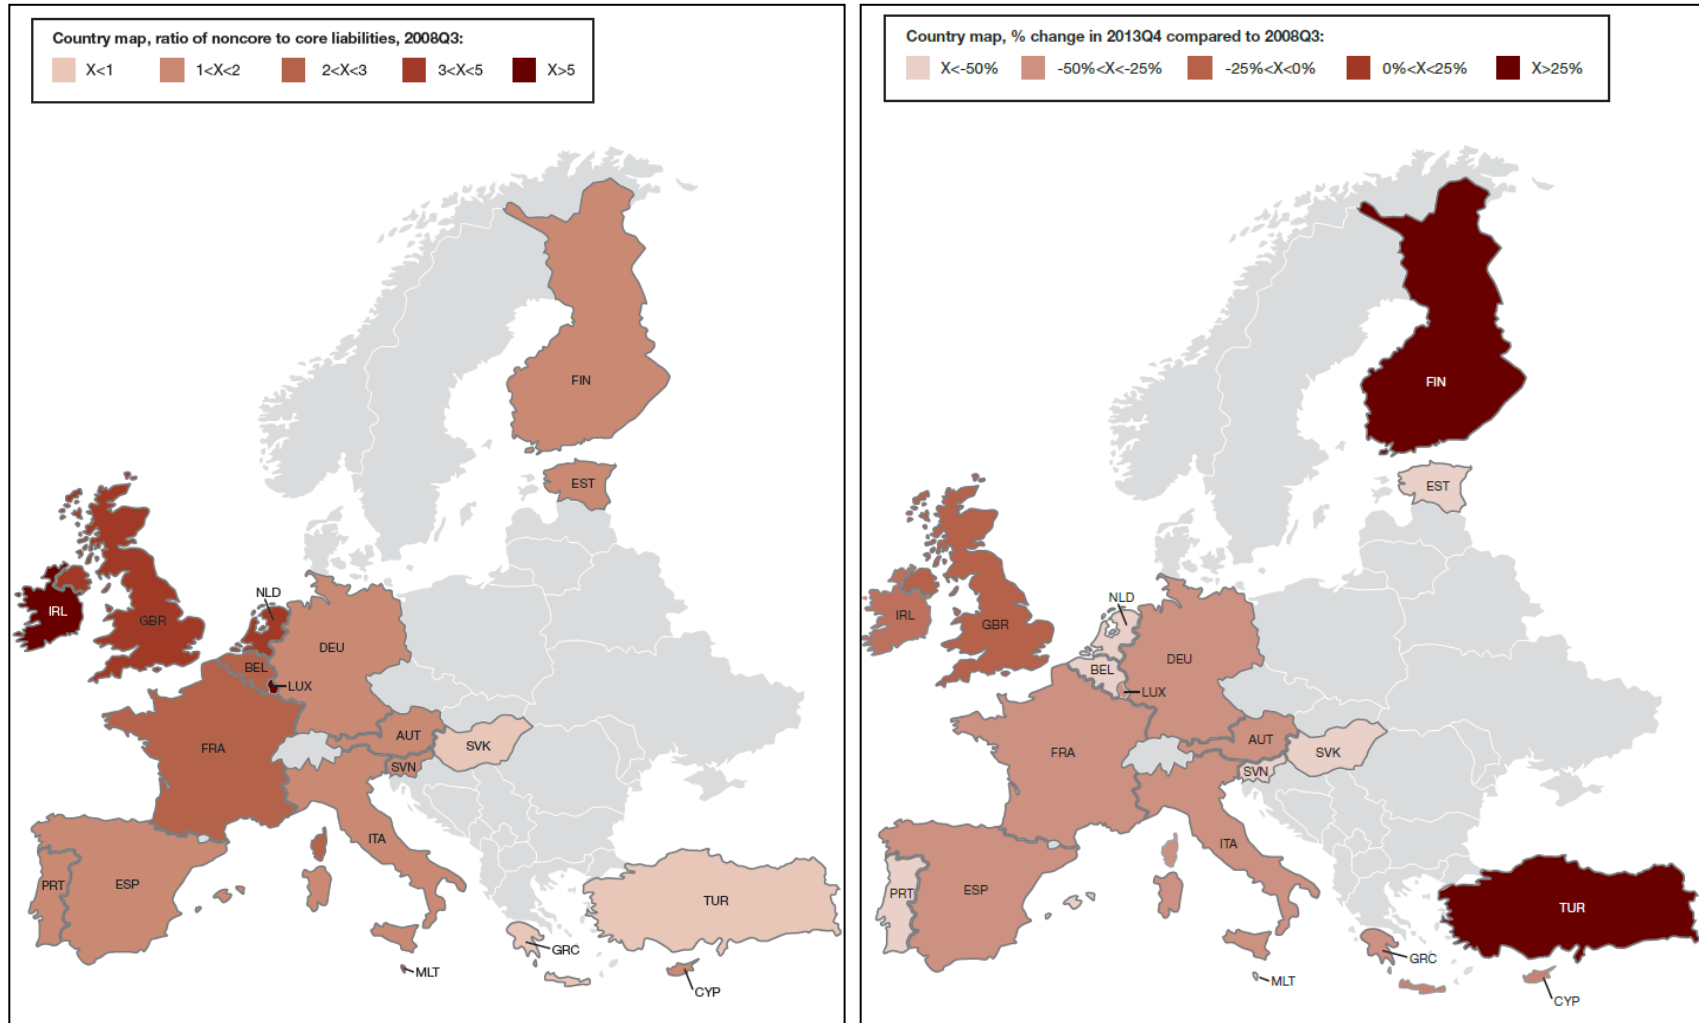 Country map, ratio of noncore to core liabilities, 2008Q3:
X<1 1<X<2 2<X<3 3<X<5 X>5
FIN
EST
NLD
IRL
GBR
DEU
BEL
LUX
AUT
FRA
SVK
SVN
ITA
PRT
ESP
TUR
GRC
MLT
CYP
Country map, % change in 2013Q4 compared to 2008Q3:
X<-50% -50%<X<-25% -25%<X<0% 0%<X<25% X>25%
FIN
EST
NLD
IRL
GBR
DEU
BEL
LUX
AUT
FRA
SVK
SVN
ITA
ESP
PRT
TUR
GRC
MLT
CYP